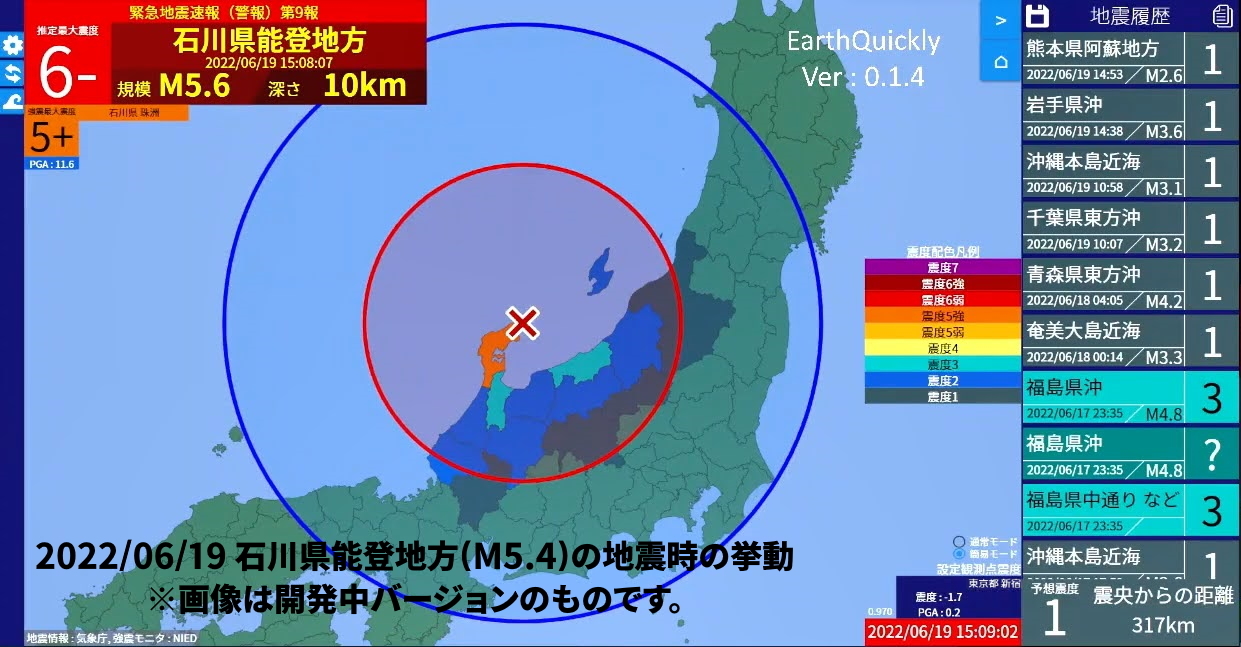 緊急地震速報（警報）第9報
推定最大震度
6-
石川県能登地方
2022/06/19 15:08:07
規模 M5.6 深さ 10km
強震最大震度
石川県 珠洲
5+
PGA : 11.6
EarthQuickly
Ver : 0.1.4
>
地震履歴
熊本県阿蘇地方
2022/06/19 14:53／M2.6
1
岩手県沖
2022/06/19 14:38／M3.6
1
沖縄本島近海
2022/06/19 10:58／M3.1
1
千葉県東方沖
2022/06/19 10:07／M3.2
1
青森県東方沖
2022/06/18 04:05／M4.2
1
奄美大島近海
2022/06/18 00:14／M3.3
1
福島県沖
2022/06/17 23:35／M4.8
3
福島県沖
2022/06/17 23:35／M4.8
?
福島県中通り など
2022/06/17 23:35／
3
沖縄本島近海
1
震度配色凡例
震度7
震度6強
震度6弱
震度5強
震度5弱
震度4
震度3
震度2
震度1
通常モード
簡易モード
設定観測点震度
東京都 新宿
震度 : -1.7
0.970
PGA : 0.2
2022/06/19 15:09:02
予想震度
1
震央からの距離
317km
2022/06/19 石川県能登地方(M5.4)の地震時の挙動
※画像は開発中バージョンのものです。
地震情報 : 気象庁, 強震モニタ : NIED